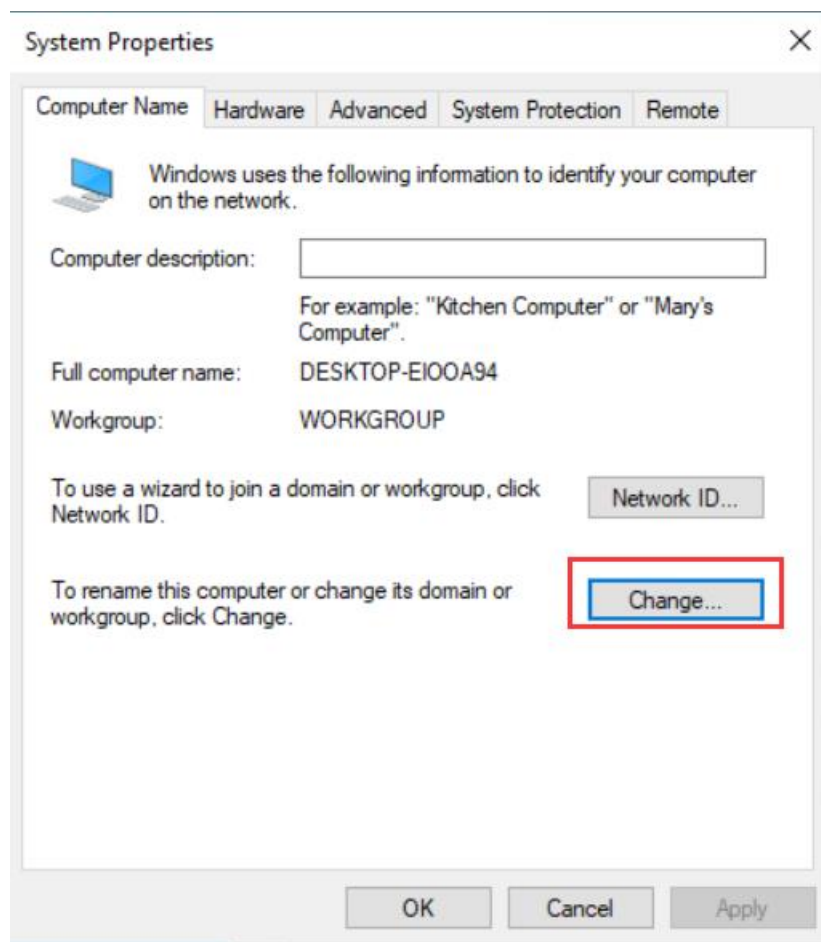 System Properties
Computer Name
Hardware
Advanced
System Protection
Remote
Windows uses the following information to identify your computer
on the network.
Computer description:
For example: "Kitchen Computer" or "Mary's
Computer".
Full computer name:
DESKTOP-EIOOA94
Workgroup:
WORKGROUP
To use a wizard to join a domain or workgroup, click
Network ID.
Network ID...
To rename this computer or change its domain or
workgroup, click Change.
Change...
OK
Cancel
Apply